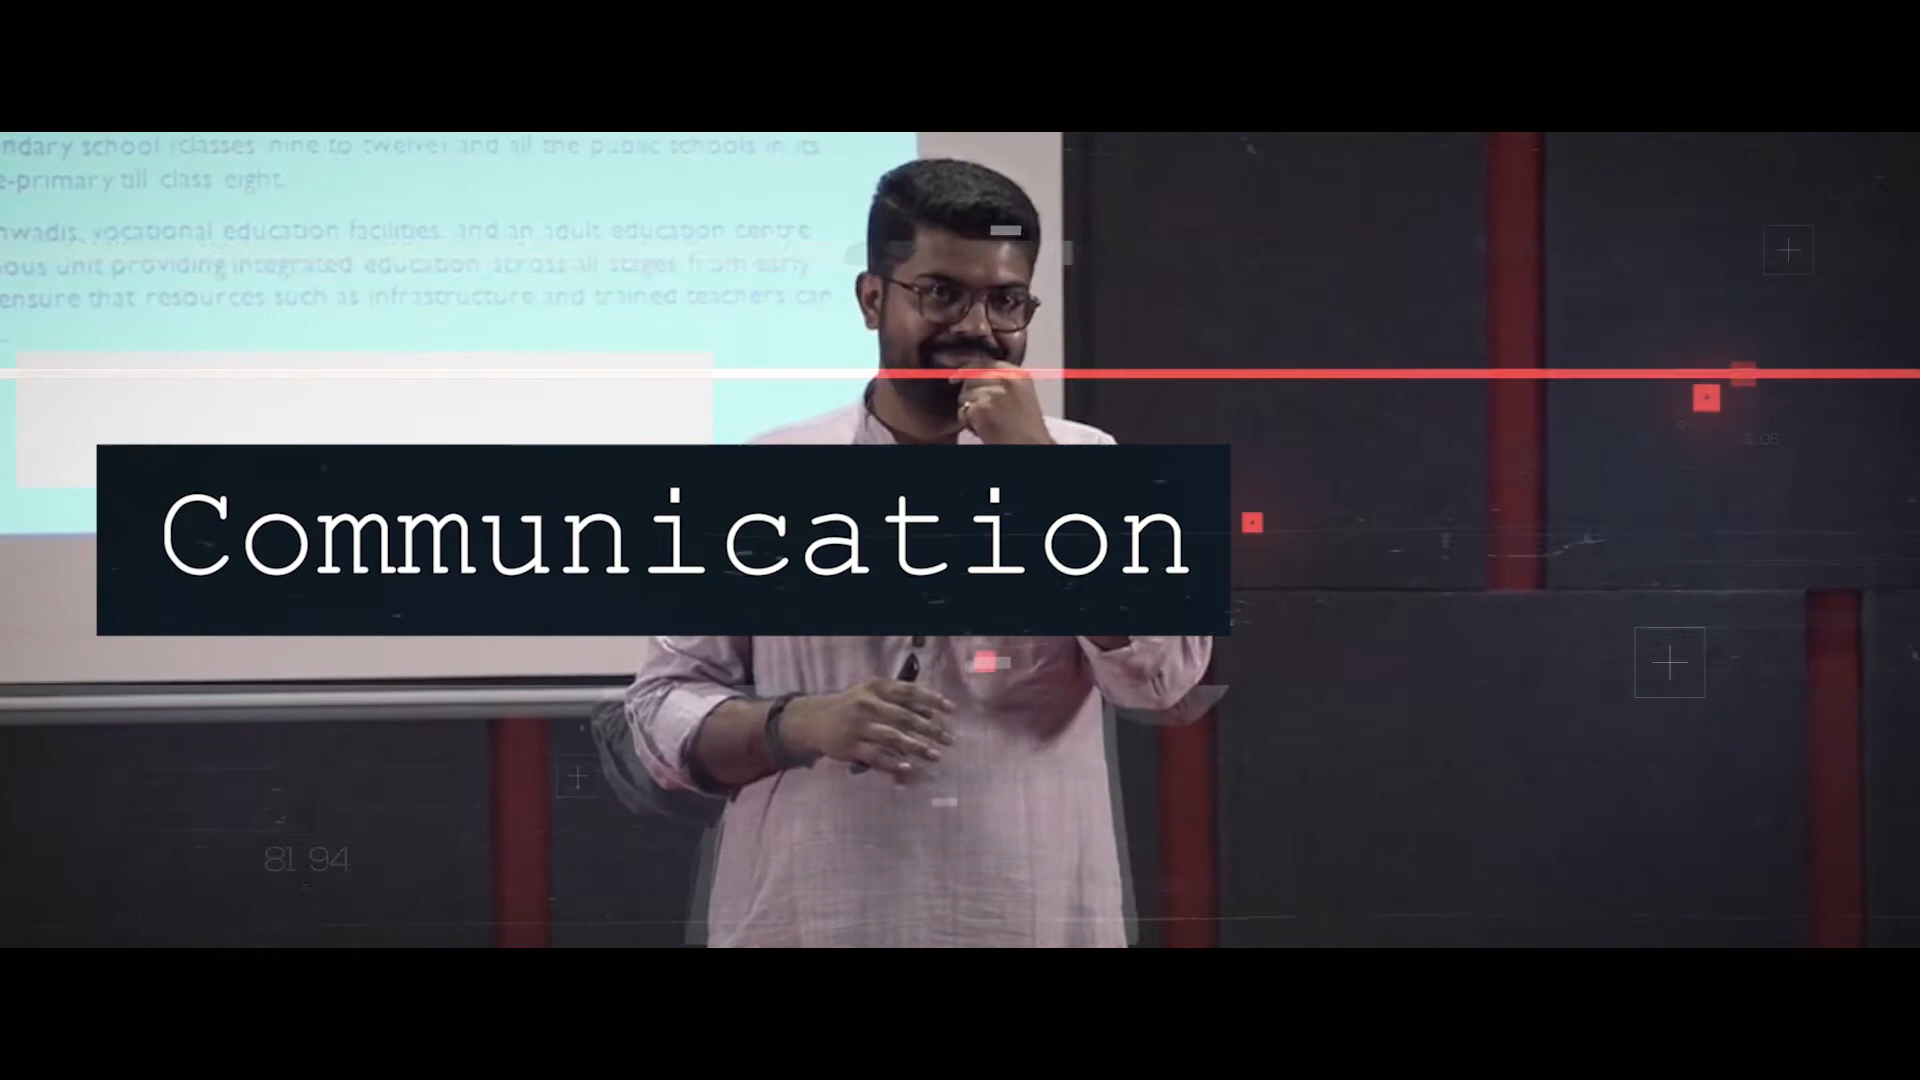 ndary school (classes nine to twelve) and all the public schools in its
e-primary till class eight.
nwadis, vocational education facilities, and an adult education centre
ous unit providing integrated education across all stages from early
ensure that resources such as infrastructure and trained teachers can
Communication
81 94